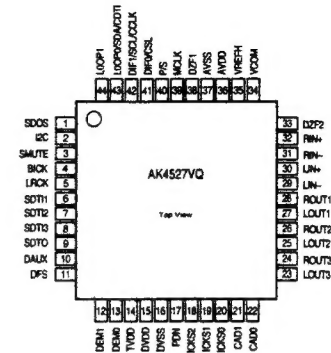 LOOP1
LOOP0/SDA/CDTI
DIF1/SCL/CCLK
DIF0/CSL
P/S
MCLK
DZF1
AVSS
AVDD
VREFH
VCOM
44 43 42 41 40 39 38 37 36 35 34
SDOS 1
I2C 2
SMUTE 3
BICK 4
LRCK 5
SDTI1 6
SDTI2 7
SDTI3 8
SDTO 9
DAUX 10
DFS 11
AK4527VQ
Top View
33 DZF2
32 RIN+
31 RIN-
30 LIN+
29 LIN-
28 ROUT1
27 LOUT1
26 ROUT2
25 LOUT2
24 ROUT3
23 LOUT3
12 13 14 15 16 17 18 19 20 21 22
DEM1
DEM0
TVDD
DVDD
DVSS
PDN
ICKS2
ICKS1
ICKS0
CAD1
CAD0